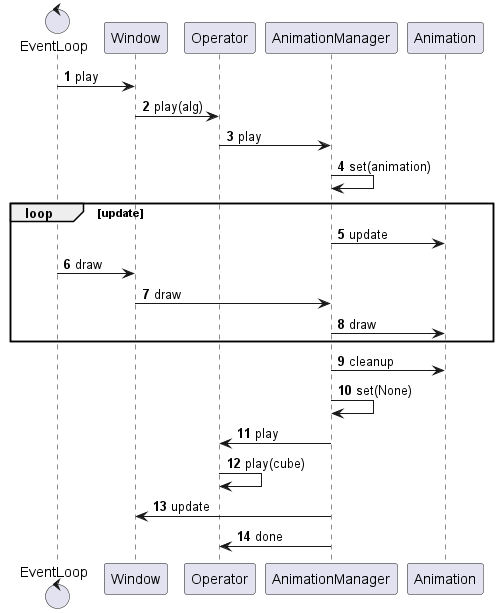 EventLoop Window Operator AnimationManager Animation
1 play
2 play(alg)
3 play
4 set(animation)
loop [update]
5 update
6 draw
7 draw
8 draw
9 cleanup
10 set(None)
11 play
12 play(cube)
13 update
14 done
EventLoop Window Operator AnimationManager Animation